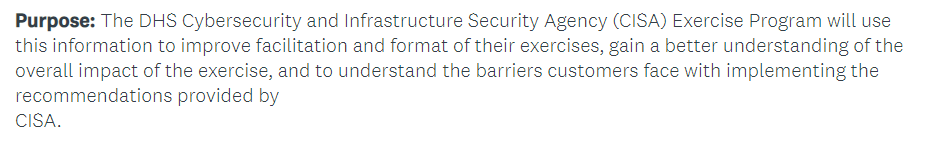 Purpose: The DHS Cybersecurity and Infrastructure Security Agency (CISA) Exercise Program will use
this information to improve facilitation and format of their exercises, gain a better understanding of the
overall impact of the exercise, and to understand the barriers customers face with implementing the
recommendations provided by
CISA.